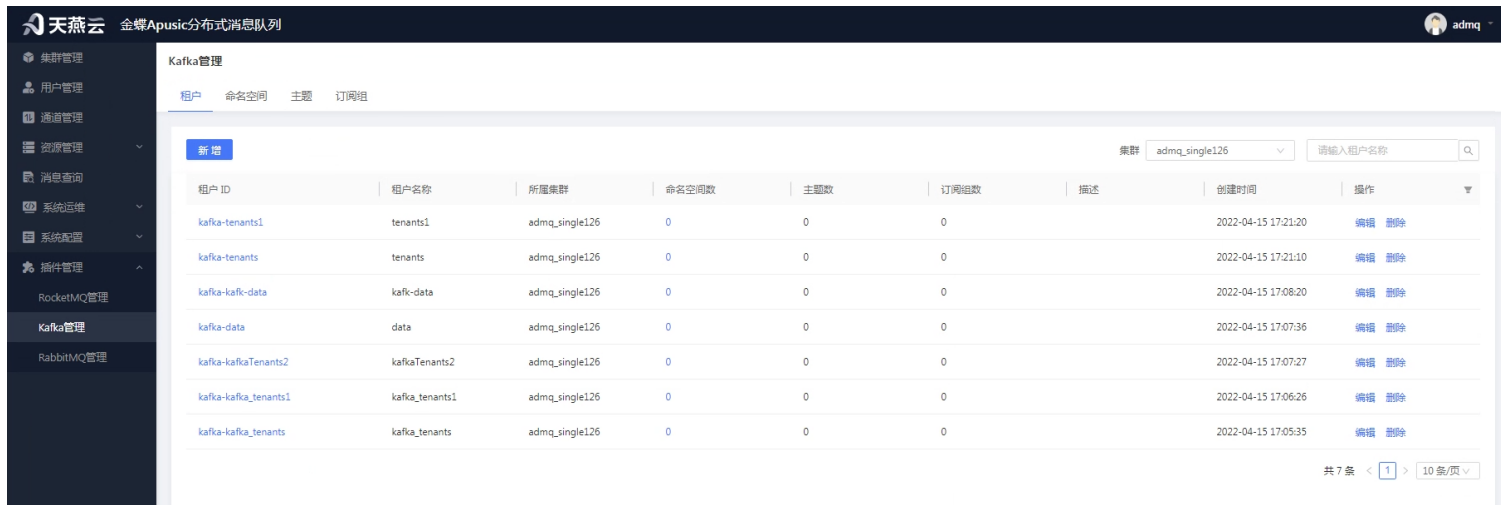 天燕云 金蝶Apusic分布式消息队列 admq
集群管理
用户管理
通道管理
资源管理
消息查询
系统运维
系统配置
插件管理
RocketMQ管理
Kafka管理
RabbitMQ管理
Kafka管理
租户 命名空间 主题 订阅组
新增 集群 admq_single126 请输入租户名称
租户 ID 租户名称 所属集群 命名空间数 主题数 订阅组数 描述 创建时间 操作
kafka-tenants1 tenants1 admq_single126 0 0 0 2022-04-15 17:21:20 编辑 删除
kafka-tenants tenants admq_single126 0 0 0 2022-04-15 17:21:10 编辑 删除
kafka-kafk-data kafk-data admq_single126 0 0 0 2022-04-15 17:08:20 编辑 删除
kafka-data data admq_single126 0 0 0 2022-04-15 17:07:36 编辑 删除
kafka-kafkaTenants2 kafkaTenants2 admq_single126 0 0 0 2022-04-15 17:07:27 编辑 删除
kafka-kafka_tenants1 kafka_tenants1 admq_single126 0 0 0 2022-04-15 17:06:26 编辑 删除
kafka-kafka_tenants kafka_tenants admq_single126 0 0 0 2022-04-15 17:05:35 编辑 删除
共 7 条 < 1 > 10 条/页